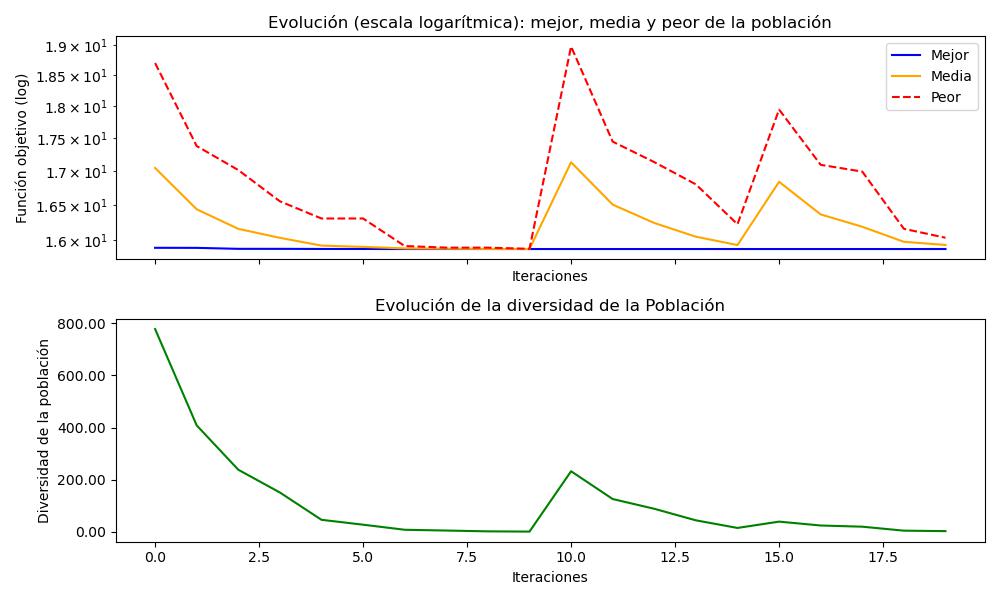 Evolución (escala logarítmica): mejor, media y peor de la población
Función objetivo (log)
1.9 × 10¹
1.85 × 10¹
1.8 × 10¹
1.75 × 10¹
1.7 × 10¹
1.65 × 10¹
1.6 × 10¹
Mejor
Media
Peor
Iteraciones
Evolución de la diversidad de la Población
Diversidad de la población
800.00
600.00
400.00
200.00
0.00
0.0 2.5 5.0 7.5 10.0 12.5 15.0 17.5
Iteraciones